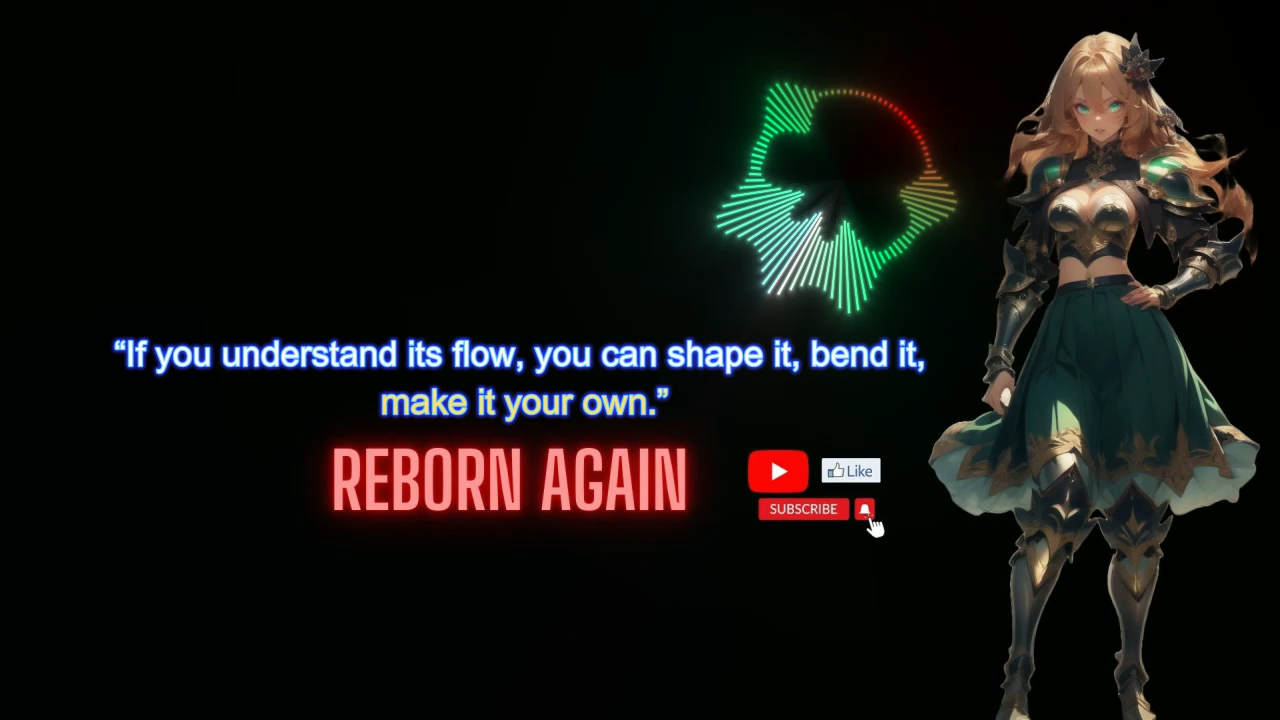 “If you understand its flow, you can shape it, bend it,
make it your own.”
REBORN AGAIN
Like
SUBSCRIBE